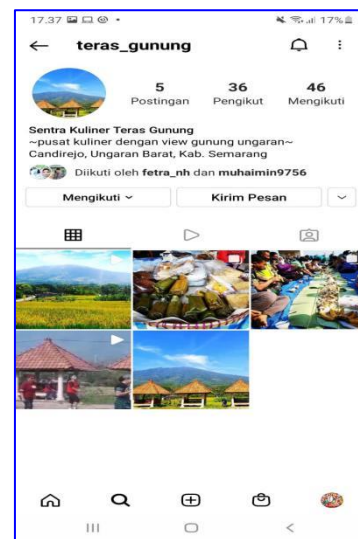 17.37
17%
teras_gunung
5 36 46
Postingan Pengikut Mengikuti
Sentra Kuliner Teras Gunung
~pusat kuliner dengan view gunung ungaran~
Candirejo, Ungaran Barat, Kab. Semarang
Diikuti oleh fetra_nh dan muhaimin9756
Mengikuti Kirim Pesan